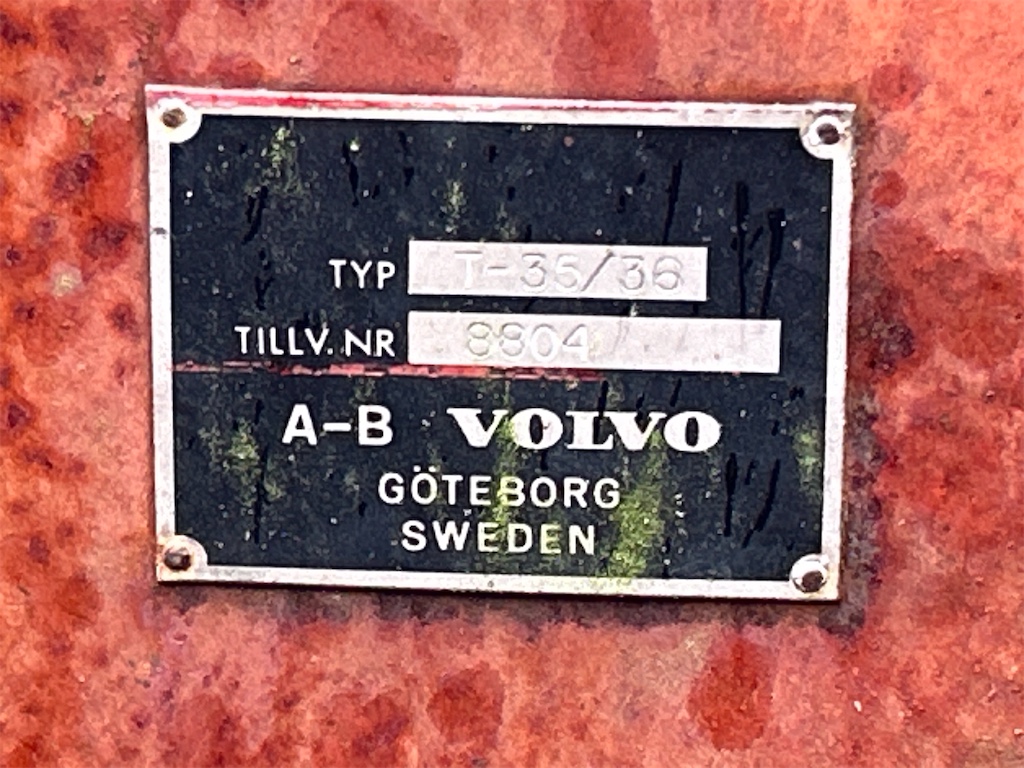 TYP T-35/36
TILLV. NR 8804
A-B VOLVO
GÖTEBORG
SWEDEN